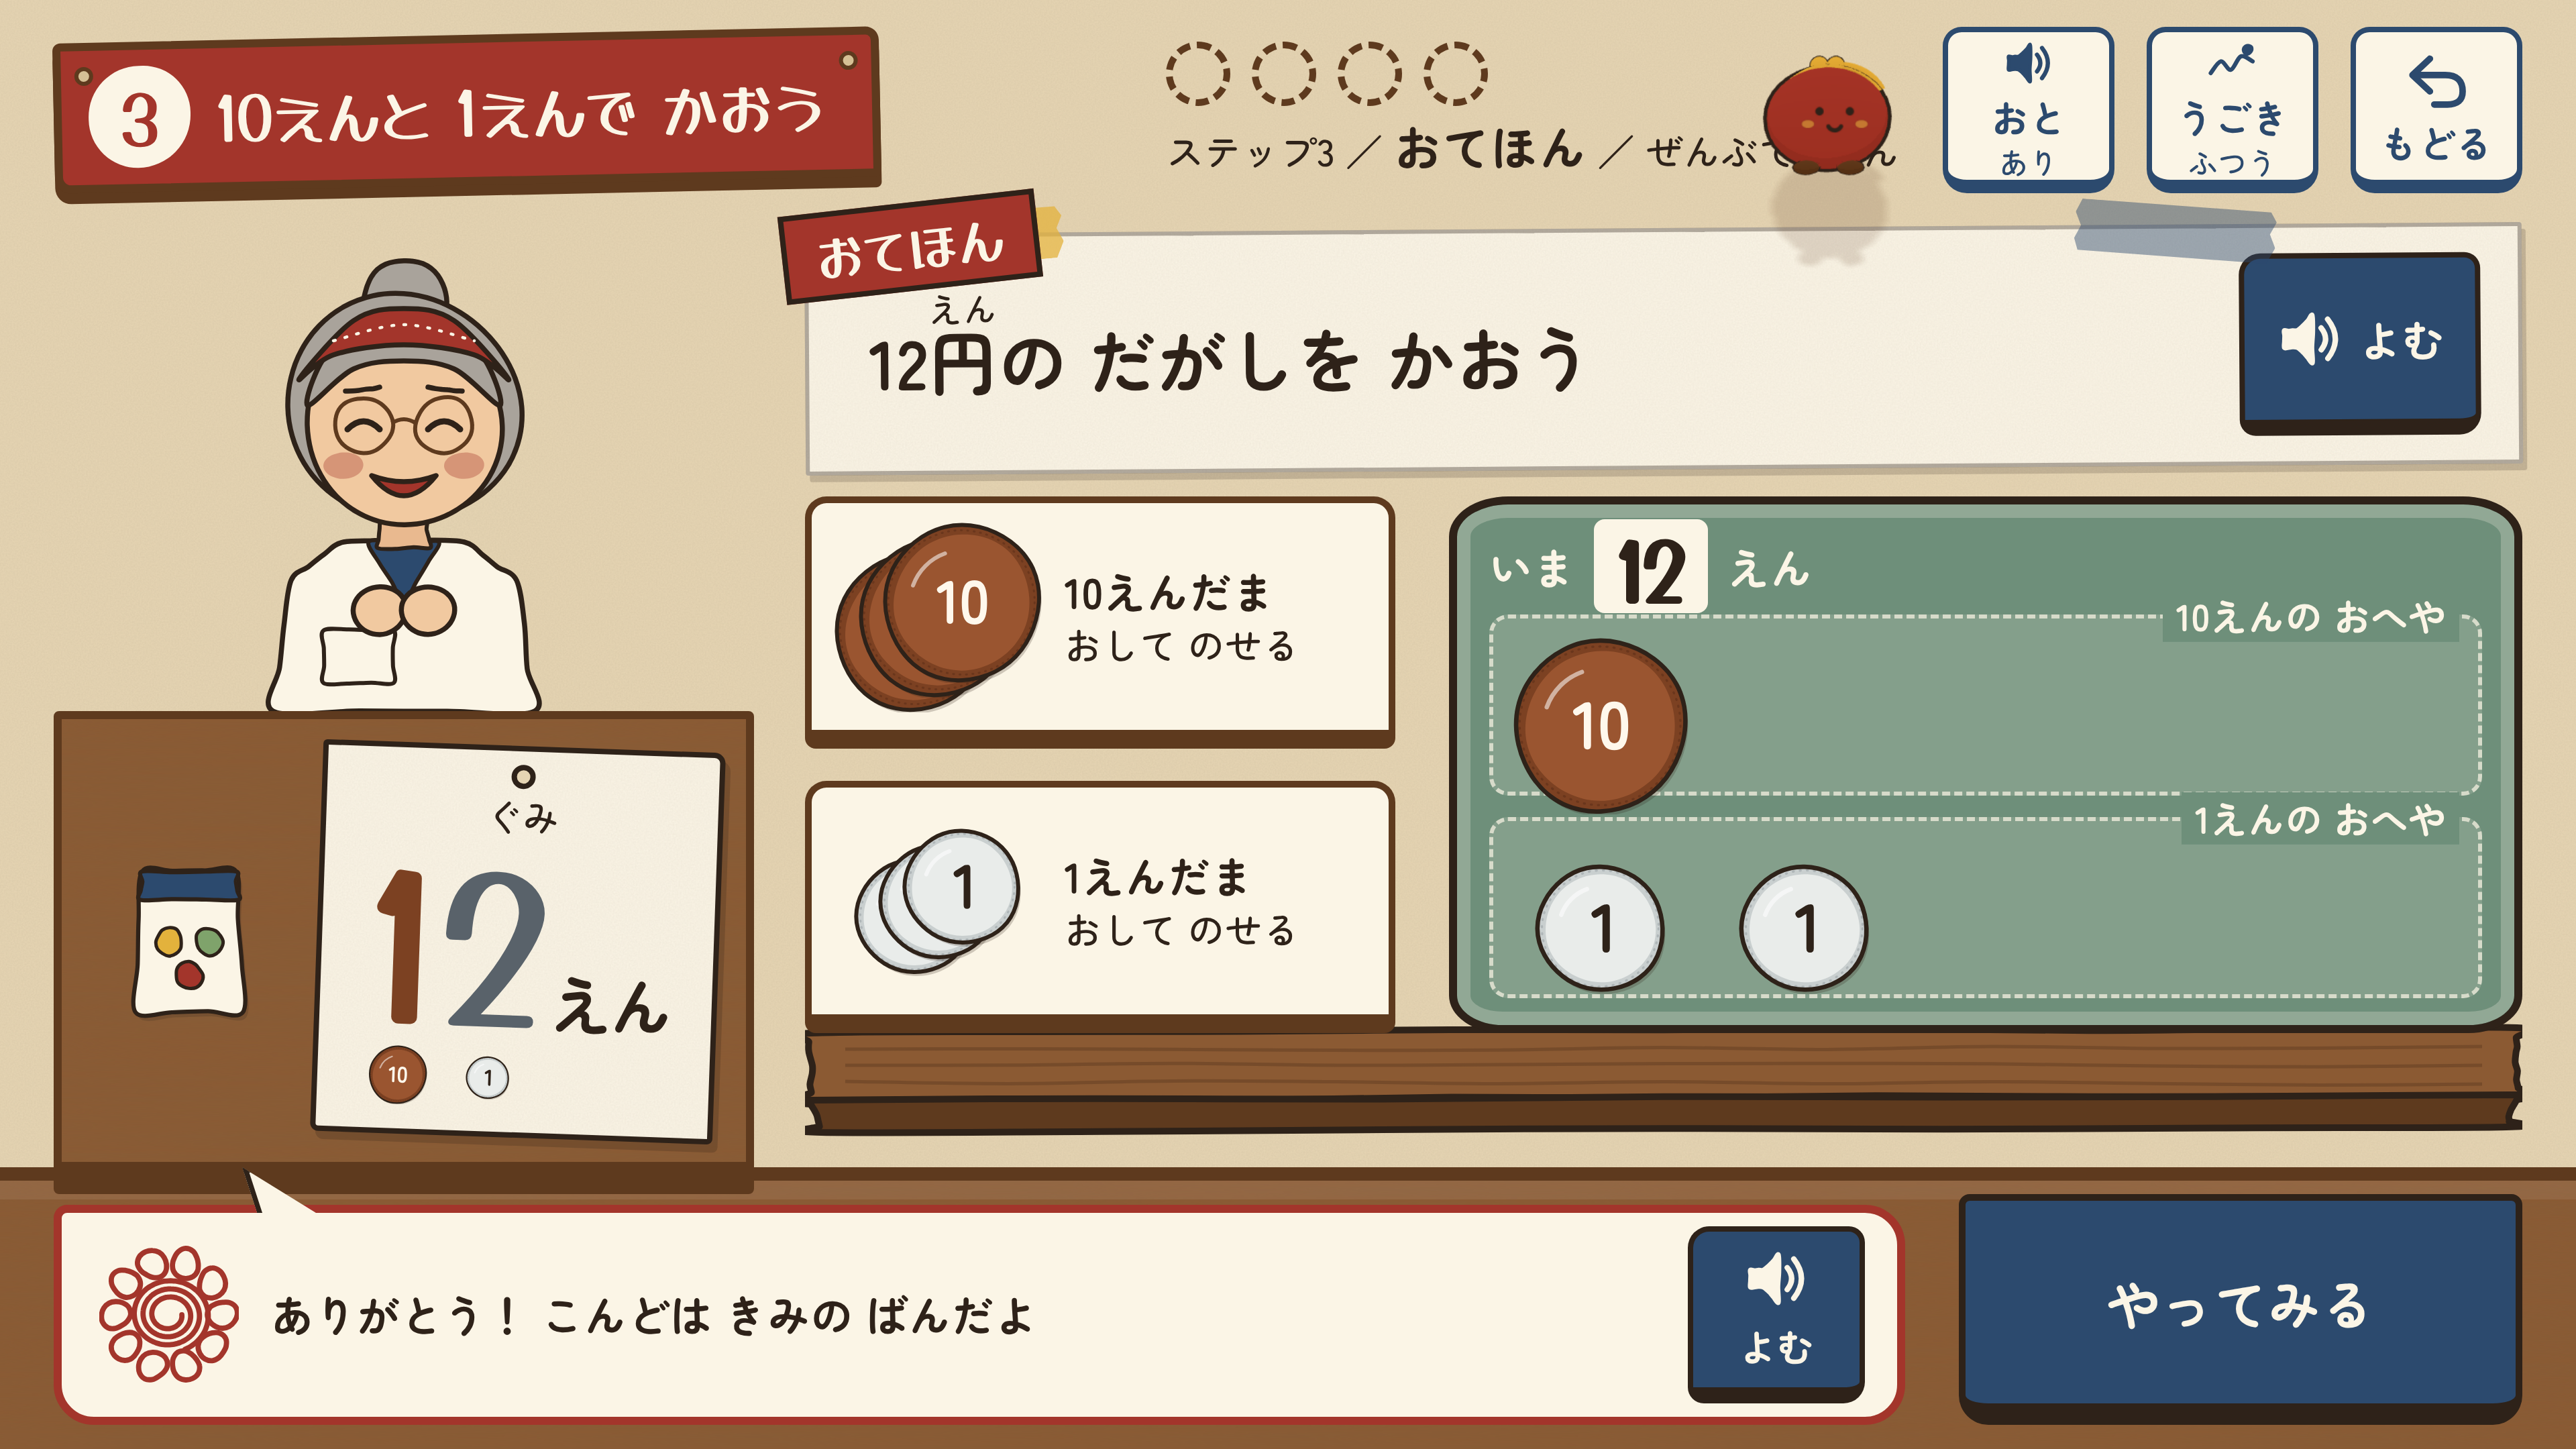 3 10えんと 1えんで かおう
ステップ3 ／ おてほん ／ ぜんぶ
おと
あり
うごき
ふつう
もどる
おてほん
えん
12円の だがしを かおう
よむ
10
10えんだま
おして のせる
1
1えんだま
おして のせる
いま 12 えん
10えんの おへや
10
1えんの おへや
1 1
ぐみ
12えん
10 1
ありがとう！ こんどは きみの ばんだよ
よむ
やってみる